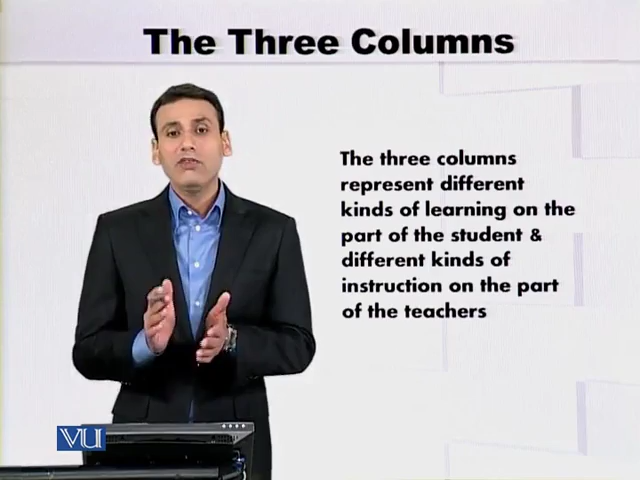 The Three Columns
The three columns
represent different
kinds of learning on the
part of the student &
different kinds of
instruction on the part
of the teachers
VU